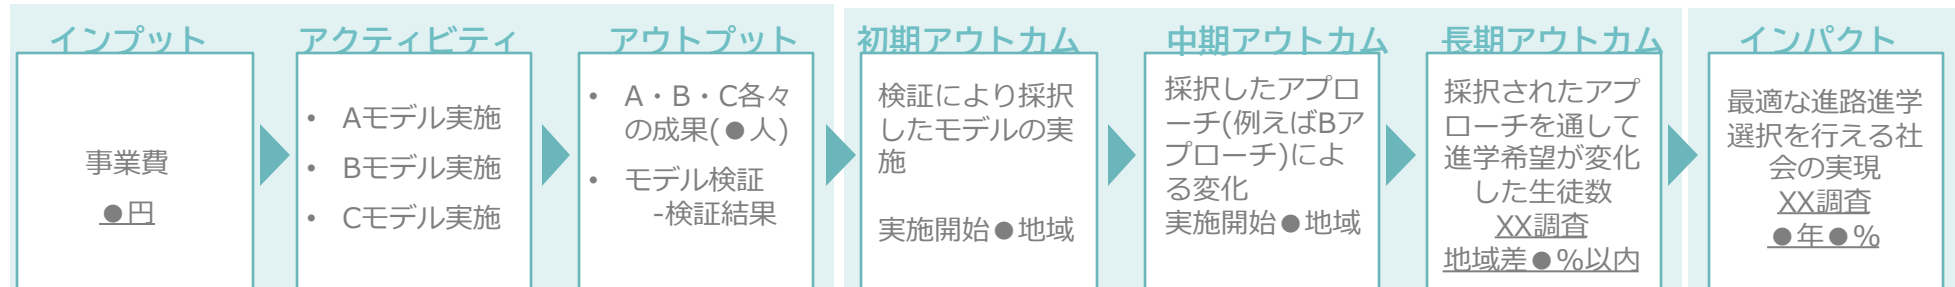 インプット
事業費
●円
アクティビティ
• Aモデル実施
• Bモデル実施
• Cモデル実施
アウトプット
• A・B・C各々
の成果(●人)
• モデル検証
-検証結果
初期アウトカム
検証により採択
したモデルの実
施
実施開始●地域
中期アウトカム
採択したアプロ
ーチ(例えばBア
プローチ)によ
る変化
実施開始●地域
長期アウトカム
採択されたアプ
ローチを通して
進学希望が変化
した生徒数
XX調査
地域差●%以内
インパクト
最適な進路進学
選択を行える社
会の実現
XX調査
●年●%